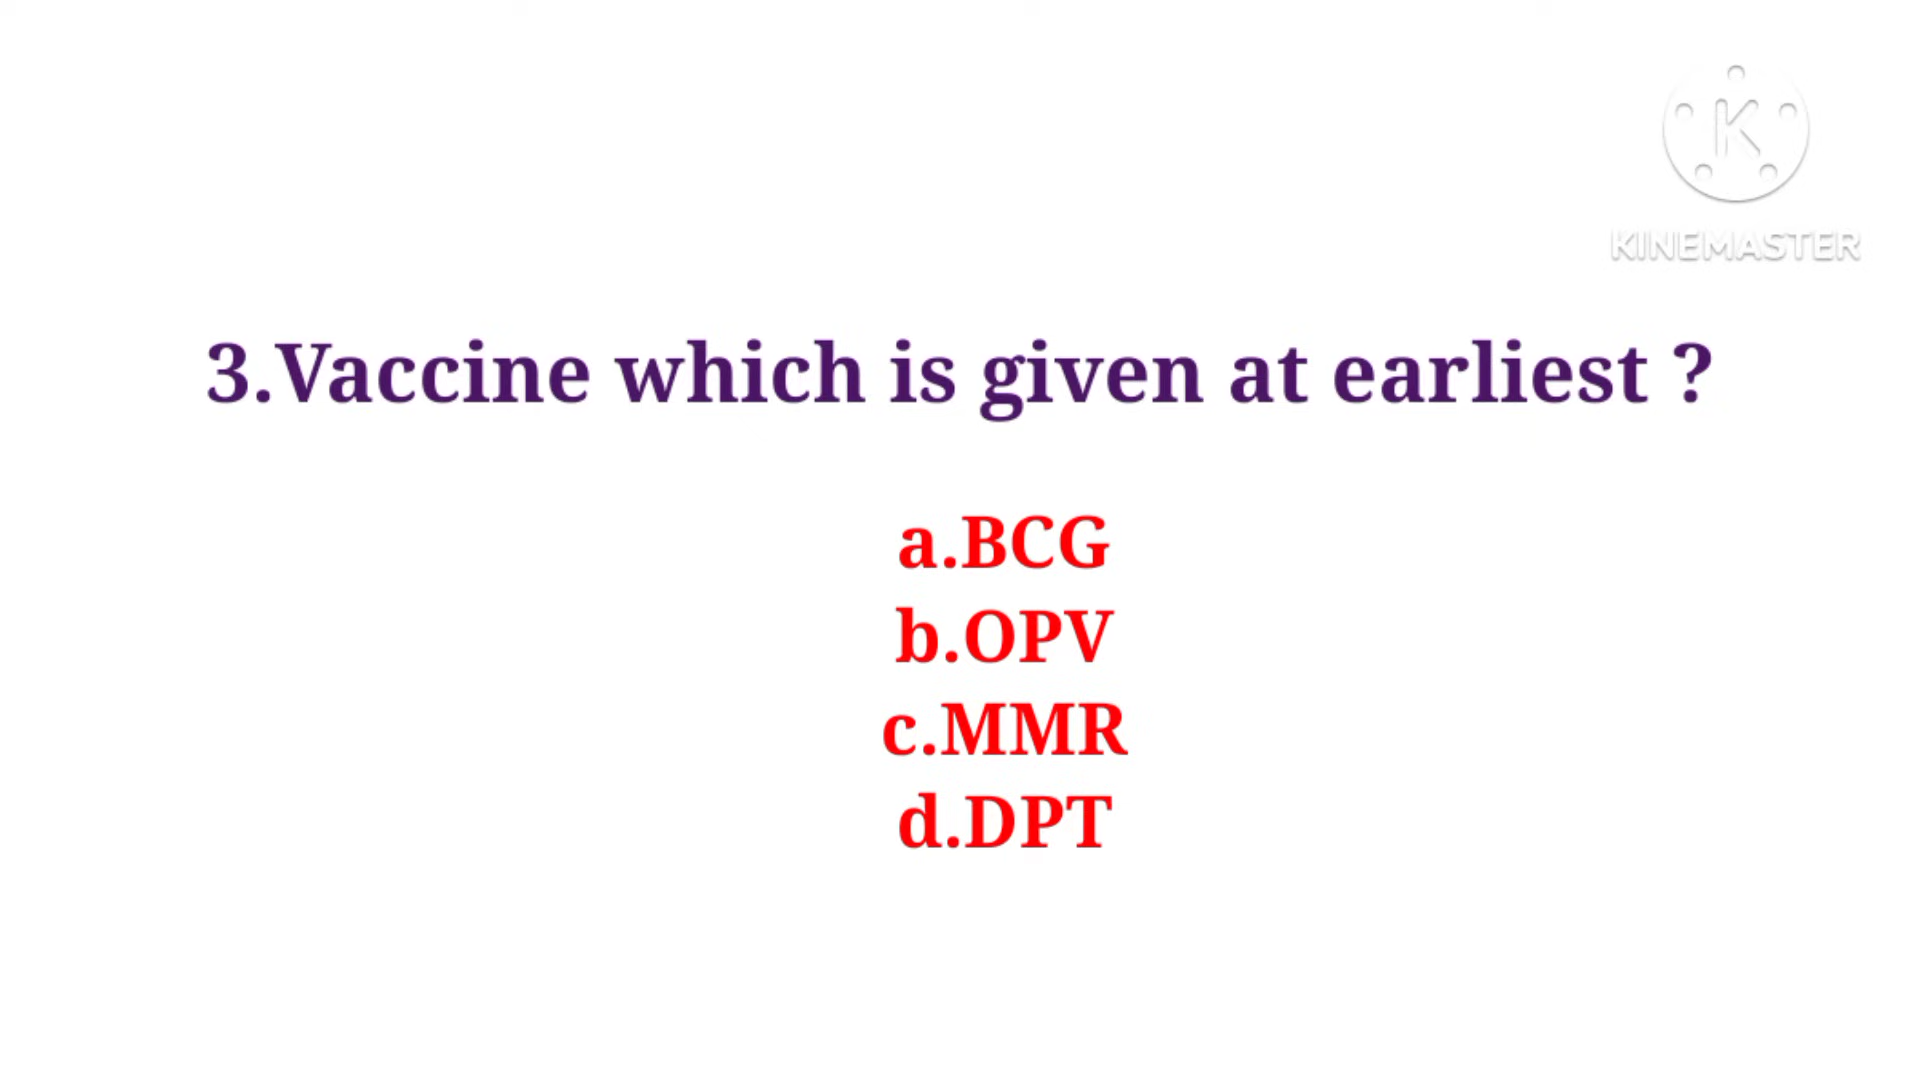 KINEMASTER
3.Vaccine which is given at earliest ?
a.BCG
b.OPV
c.MMR
d.DPT